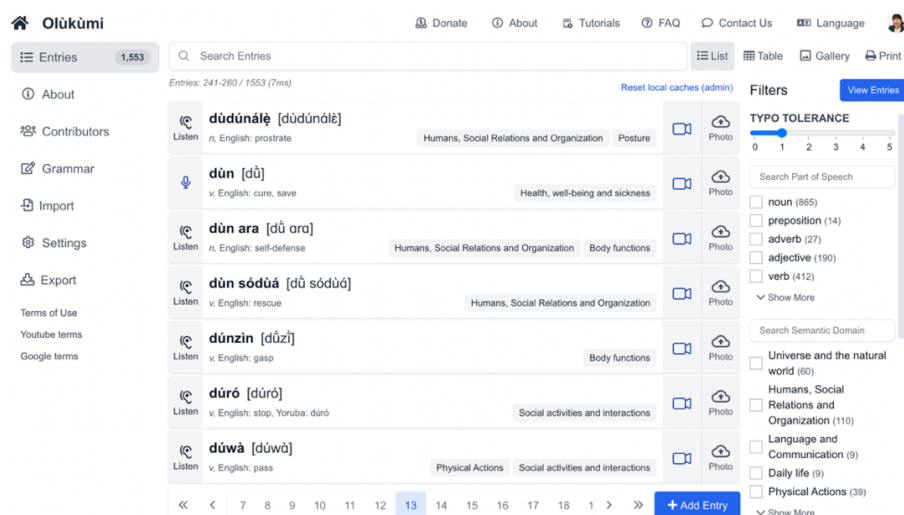 Olùkùmi
Donate
About
Tutorials
FAQ
Contact Us
Language
Entries 1,553
About
Contributors
Grammar
Import
Settings
Export
Terms of Use
Youtube terms
Google terms
Search Entries
List
Table
Gallery
Print
Entries: 241-260 / 1553 (7ms)
Reset local caches (admin)
Listen
dùdúnálẹ̀ [dùdúnálɛ̀]
n, English: prostrate
Humans, Social Relations and Organization
Posture
Photo
dùn [dũ̀]
v, English: cure, save
Health, well-being and sickness
Photo
Listen
dùn ara [dũ̀ ɑrɑ]
n, English: self-defense
Humans, Social Relations and Organization
Body functions
Photo
Listen
dùn sódùá [dũ̀ sódùɑ́]
v, English: rescue
Humans, Social Relations and Organization
Photo
Listen
dúnzìn [dṹzĩ̀]
v, English: gasp
Body functions
Photo
Listen
dúró [dúró]
v, English: stop, Yoruba: dúró
Social activities and interactions
Photo
Listen
dúwà [dúwɑ̀]
v, English: pass
Physical Actions
Social activities and interactions
Photo
7 8 9 10 11 12 13 14 15 16 17 18
Add Entry
Filters
View Entries
TYPO TOLERANCE
0 1 2 3 4 5
Search Part of Speech
noun (865)
preposition (14)
adverb (27)
adjective (190)
verb (412)
Show More
Search Semantic Domain
Universe and the natural
world (60)
Humans, Social
Relations and
Organization (110)
Language and
Communication (9)
Daily life (9)
Physical Actions (39)
Show More